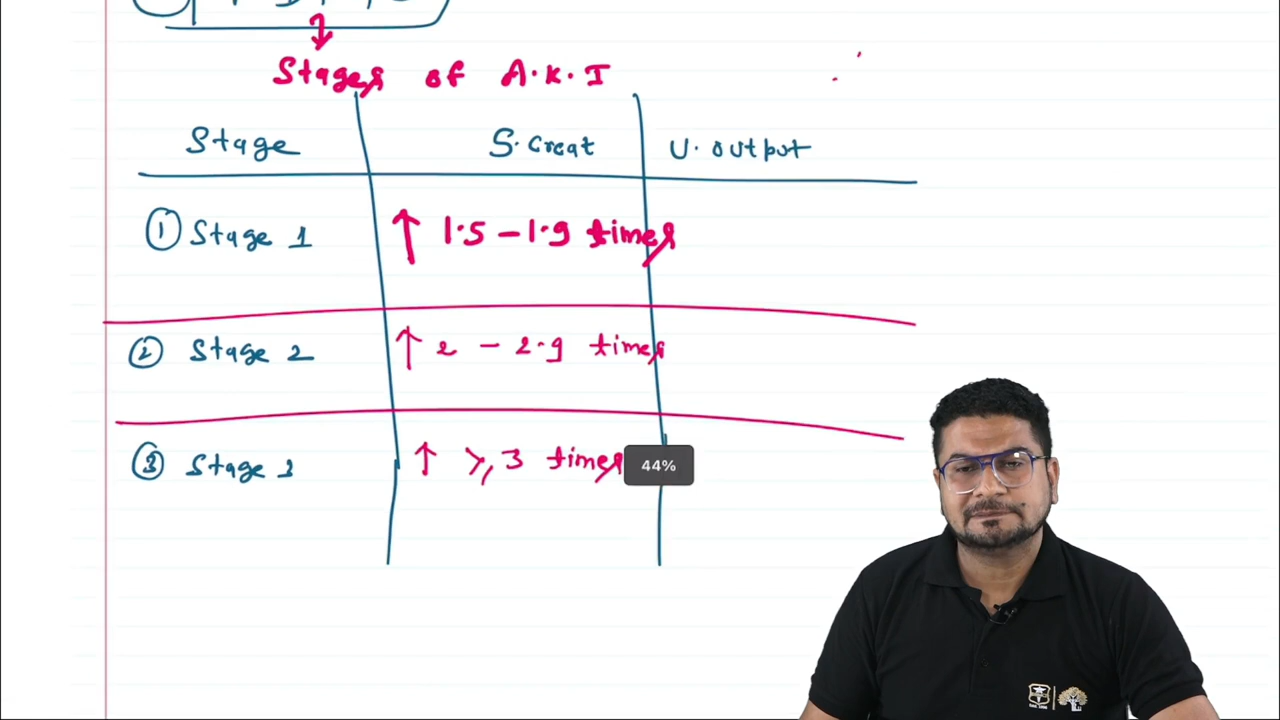 Stages of A.K.I
Stage S.Creat U.output
① Stage 1 ↑ 1.5 - 1.9 times
② Stage 2 ↑ 2 - 2.9 times
③ Stage 3 ↑ ≥ 3 times
44%